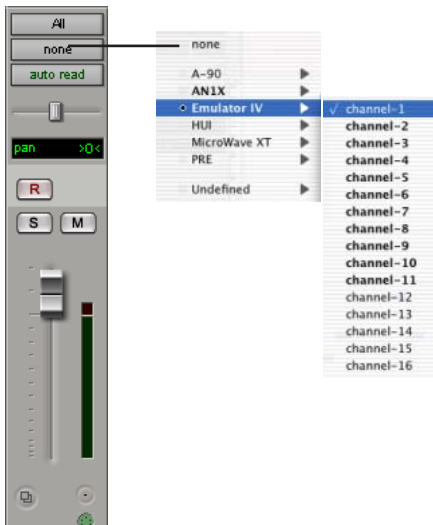 All
none
auto read
pan >0<
R
S M
none
A-90
AN1X
Emulator IV
HUI
MicroWave XT
PRE
Undefined
✓ channel-1
channel-2
channel-3
channel-4
channel-5
channel-6
channel-7
channel-8
channel-9
channel-10
channel-11
channel-12
channel-13
channel-14
channel-15
channel-16